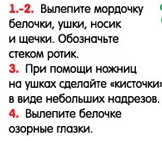 1.-2. Вылепите мордочку
белочки, ушки, носик
и щечки. Обозначьте
стеком ротик.
3. При помощи ножниц
на ушках сделайте «кисточки»
в виде небольших надрезов.
4. Вылепите белочке
озорные глазки.